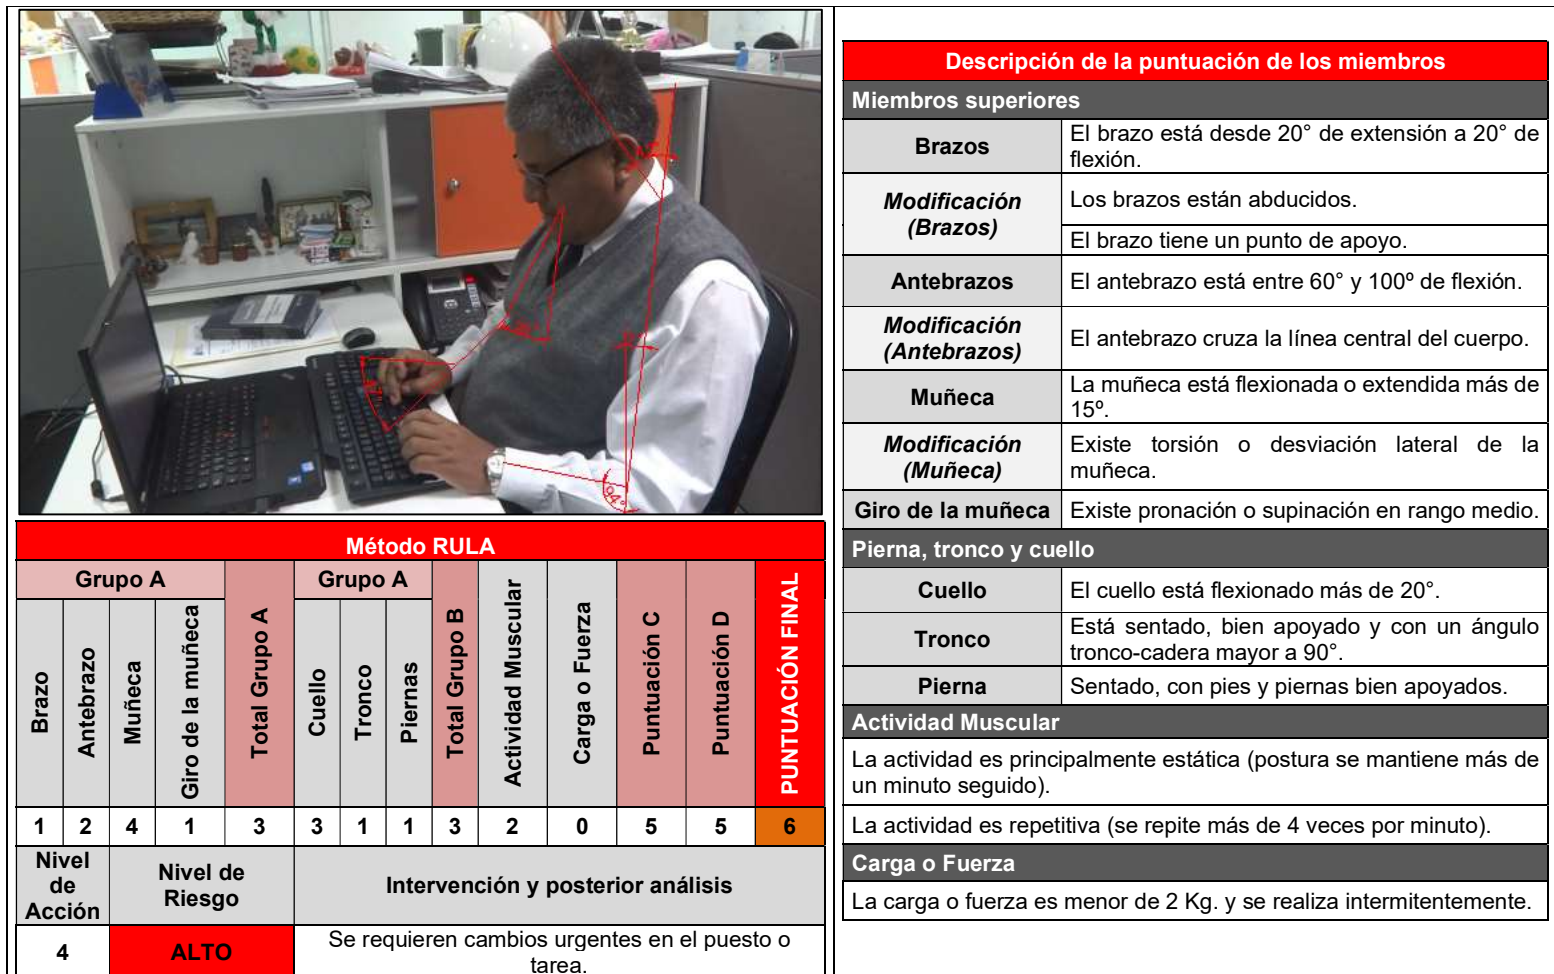 94°
Método RULA
Grupo A
Grupo A
Brazo
Antebrazo
Muñeca
Giro de la muñeca
Total Grupo A
Cuello
Tronco
Piernas
Total Grupo B
Actividad Muscular
Carga o Fuerza
Puntuación C
Puntuación D
PUNTUACIÓN FINAL
1 2 4 1 3 3 1 1 3 2 0 5 5 6
Nivel
de
Acción
Nivel de
Riesgo
Intervención y posterior análisis
4
ALTO
Se requieren cambios urgentes en el puesto o
tarea.
Descripción de la puntuación de los miembros
Miembros superiores
Brazos
El brazo está desde 20° de extensión a 20° de
flexión.
Modificación
(Brazos)
Los brazos están abducidos.
El brazo tiene un punto de apoyo.
Antebrazos
El antebrazo está entre 60° y 100º de flexión.
Modificación
(Antebrazos)
El antebrazo cruza la línea central del cuerpo.
Muñeca
La muñeca está flexionada o extendida más de
15º.
Modificación
(Muñeca)
Existe torsión o desviación lateral de la
muñeca.
Giro de la muñeca
Existe pronación o supinación en rango medio.
Pierna, tronco y cuello
Cuello
El cuello está flexionado más de 20°.
Tronco
Está sentado, bien apoyado y con un ángulo
tronco-cadera mayor a 90°.
Pierna
Sentado, con pies y piernas bien apoyados.
Actividad Muscular
La actividad es principalmente estática (postura se mantiene más de
un minuto seguido).
La actividad es repetitiva (se repite más de 4 veces por minuto).
Carga o Fuerza
La carga o fuerza es menor de 2 Kg. y se realiza intermitentemente.